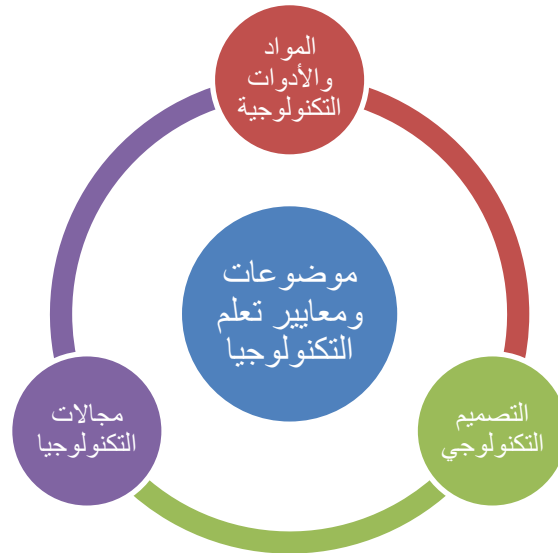 المواد
والأدوات
التكنولوجية
موضوعات
ومعايير تعلم
التكنولوجيا
التصميم
التكنولوجي
مجالات
التكنولوجيا